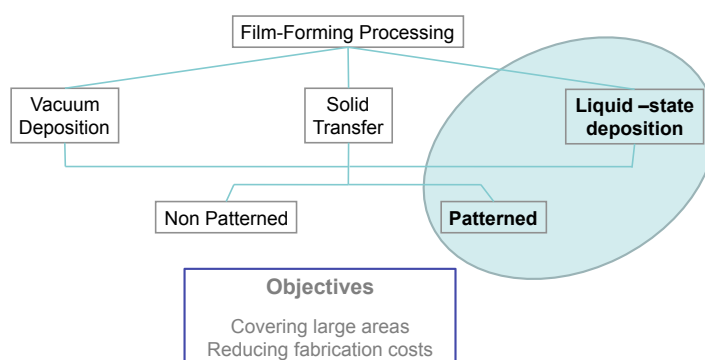 Film-Forming Processing
Vacuum
Deposition
Solid
Transfer
Liquid –state
deposition
Non Patterned
Patterned
Objectives
Covering large areas
Reducing fabrication costs